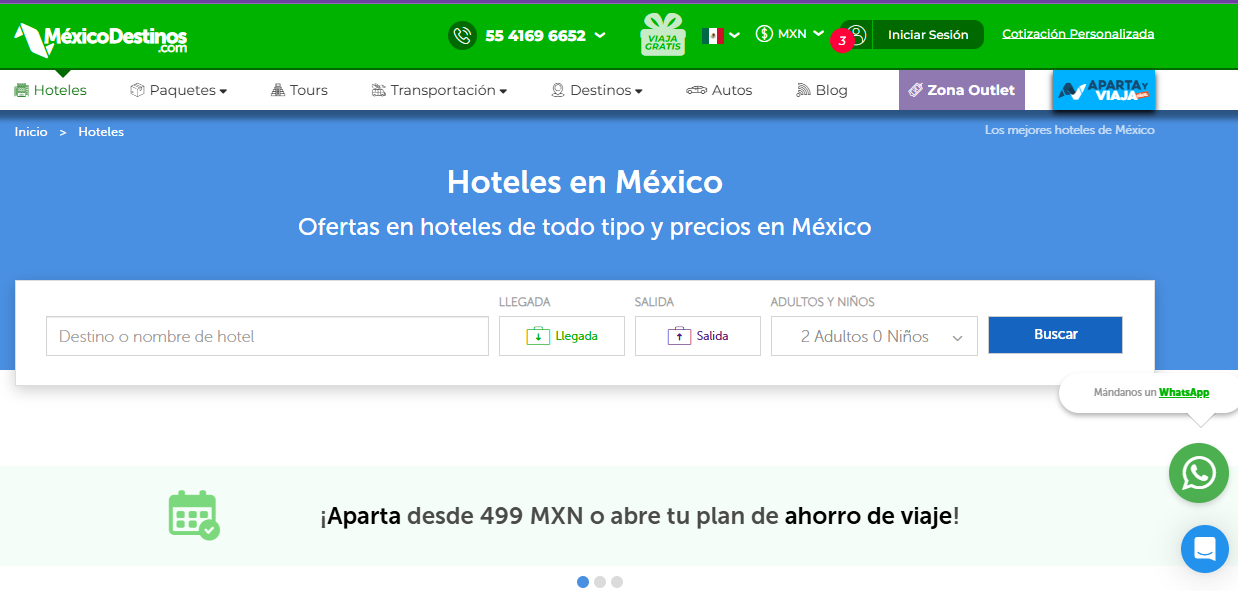 MéxicoDestinos
.com
55 4169 6652
VIAJA
GRATIS
$ MXN
3
Iniciar Sesión
Cotización Personalizada
Hoteles
Paquetes
Tours
Transportación
Destinos
Autos
Blog
Zona Outlet
APARTA Y
VIAJA
Inicio > Hoteles
Los mejores hoteles de México
Hoteles en México
Ofertas en hoteles de todo tipo y precios en México
LLEGADA
SALIDA
ADULTOS Y NIÑOS
Destino o nombre de hotel
Llegada
Salida
2 Adultos 0 Niños
Buscar
Mándanos un WhatsApp
¡Aparta desde 499 MXN o abre tu plan de ahorro de viaje!